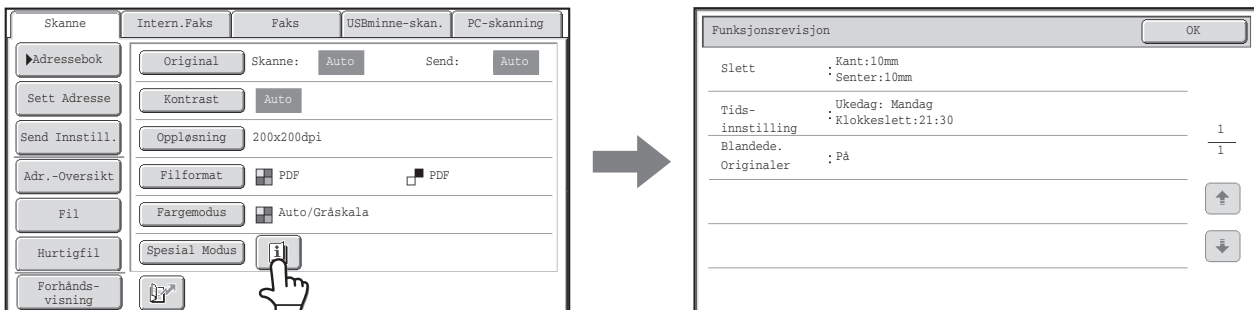 Skanne Intern.Faks Faks USBminne-skan. PC-skanning
Adressebok
Original Skanne: Auto Send: Auto
Sett Adresse
Kontrast Auto
Send Innstill.
Oppløsning 200x200dpi
Adr.-Oversikt
Filformat PDF PDF
Fil
Fargemodus Auto/Gråskala
Hurtigfil
Spesial Modus
Forhånds-
visning
Funksjonsrevisjon OK
Slett :Kant:10mm
Senter:10mm
Tids-
innstilling :Ukedag: Mandag
Klokkeslett:21:30
Blandede.
Originaler :På
1
1